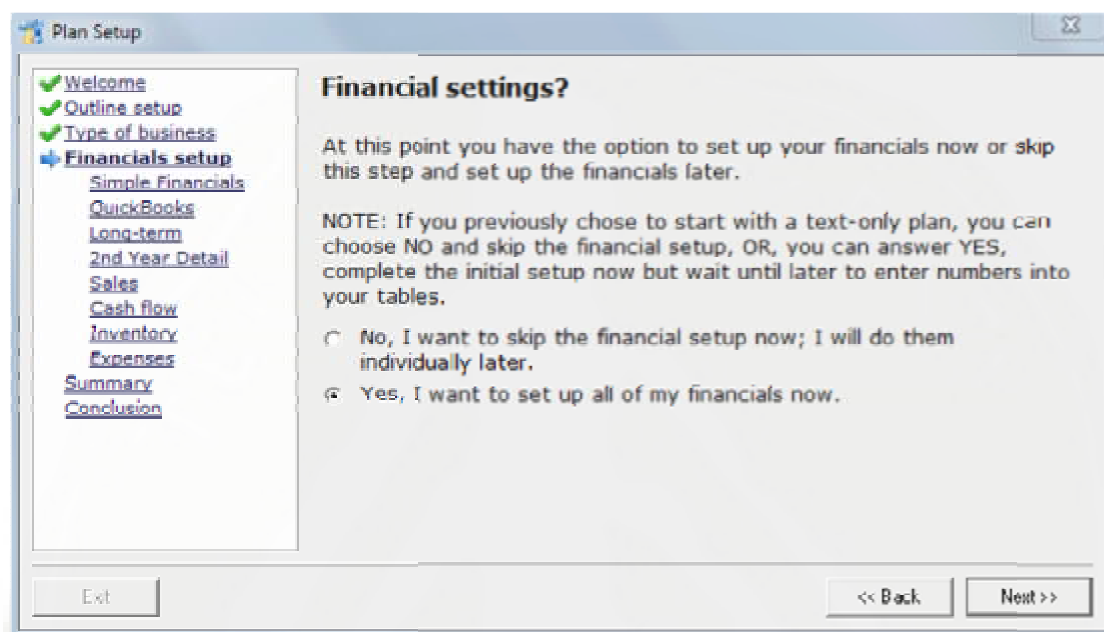 Plan Setup
Welcome
Outline setup
Type of business
Financials setup
Simple Financials
QuickBooks
Long-term
2nd Year Detail
Sales
Cash flow
Inventory
Expenses
Summary
Conclusion
Financial settings?
At this point you have the option to set up your financials now or skip
this step and set up the financials later.
NOTE: If you previously chose to start with a text-only plan, you can
choose NO and skip the financial setup, OR, you can answer YES,
complete the initial setup now but wait until later to enter numbers into
your tables.
No, I want to skip the financial setup now; I will do them
individually later.
Yes, I want to set up all of my financials now.
Exit
<< Back
Next >>